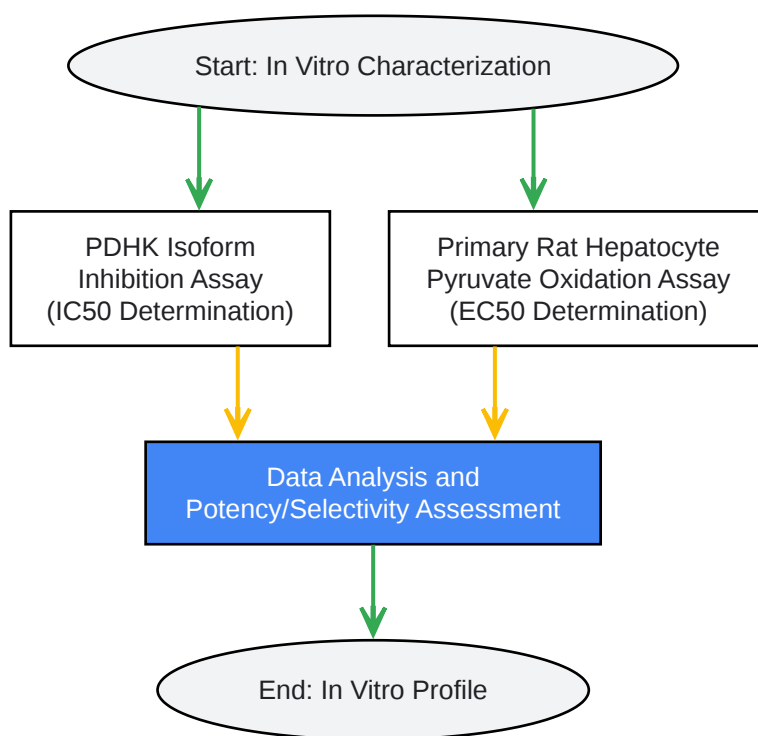 Start: In Vitro Characterization
PDHK Isoform
Inhibition Assay
(IC50 Determination)
Primary Rat Hepatocyte
Pyruvate Oxidation Assay
(EC50 Determination)
Data Analysis and
Potency/Selectivity Assessment
End: In Vitro Profile